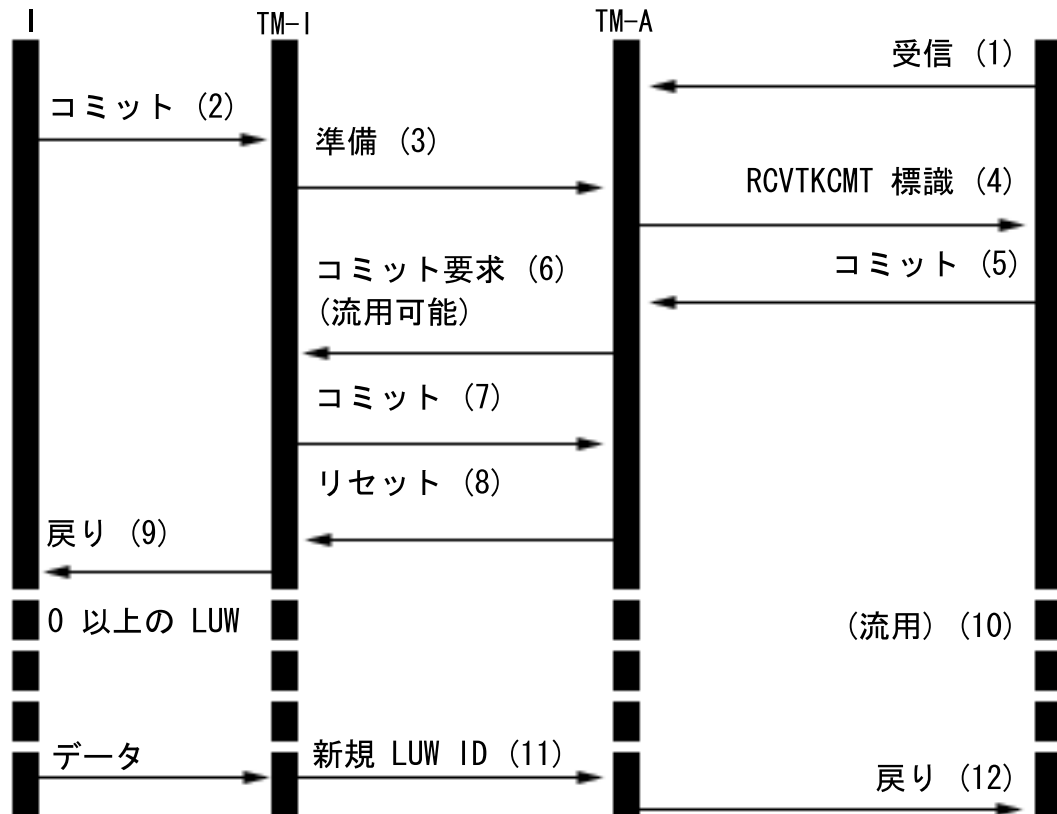 I
TM-I
TM-A
受信 (1)
コミット (2)
準備 (3)
RCVTKCMT 標識 (4)
コミット (5)
コミット要求 (6)
(流用可能)
コミット (7)
リセット (8)
戻り (9)
0 以上の LUW
(流用) (10)
データ
新規 LUW ID (11)
戻り (12)